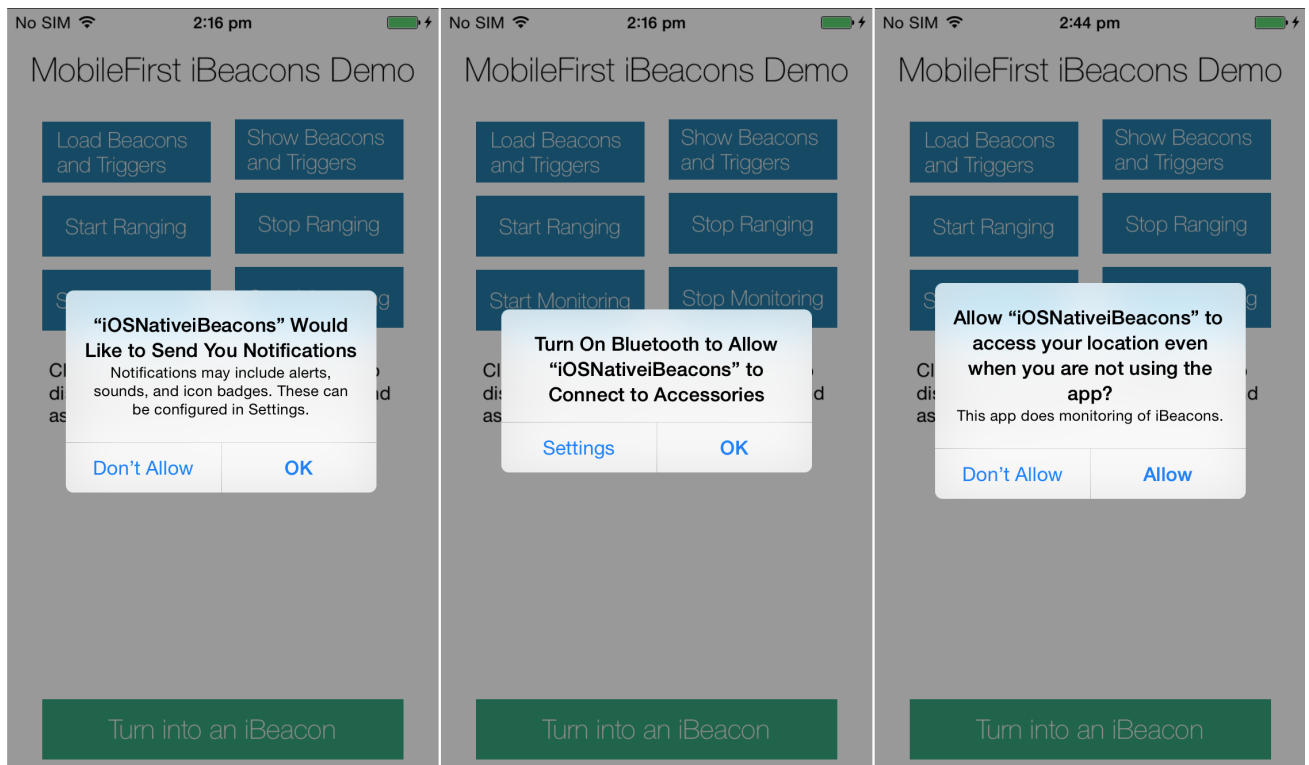 No SIM 2:16 pm
MobileFirst iBeacons Demo
Load Beacons
and Triggers
Show Beacons
and Triggers
Start Ranging
Stop Ranging
“iOSNativeiBeacons” Would
Like to Send You Notifications
Notifications may include alerts,
sounds, and icon badges. These can
be configured in Settings.
Don’t Allow
OK
Turn into an iBeacon
No SIM 2:16 pm
MobileFirst iBeacons Demo
Load Beacons
and Triggers
Show Beacons
and Triggers
Start Ranging
Stop Ranging
Start Monitoring
Stop Monitoring
Turn On Bluetooth to Allow
“iOSNativeiBeacons” to
Connect to Accessories
Settings
OK
Turn into an iBeacon
No SIM 2:44 pm
MobileFirst iBeacons Demo
Load Beacons
and Triggers
Show Beacons
and Triggers
Start Ranging
Stop Ranging
Allow “iOSNativeiBeacons” to
access your location even
when you are not using the
app?
This app does monitoring of iBeacons.
Don’t Allow
Allow
Turn into an iBeacon